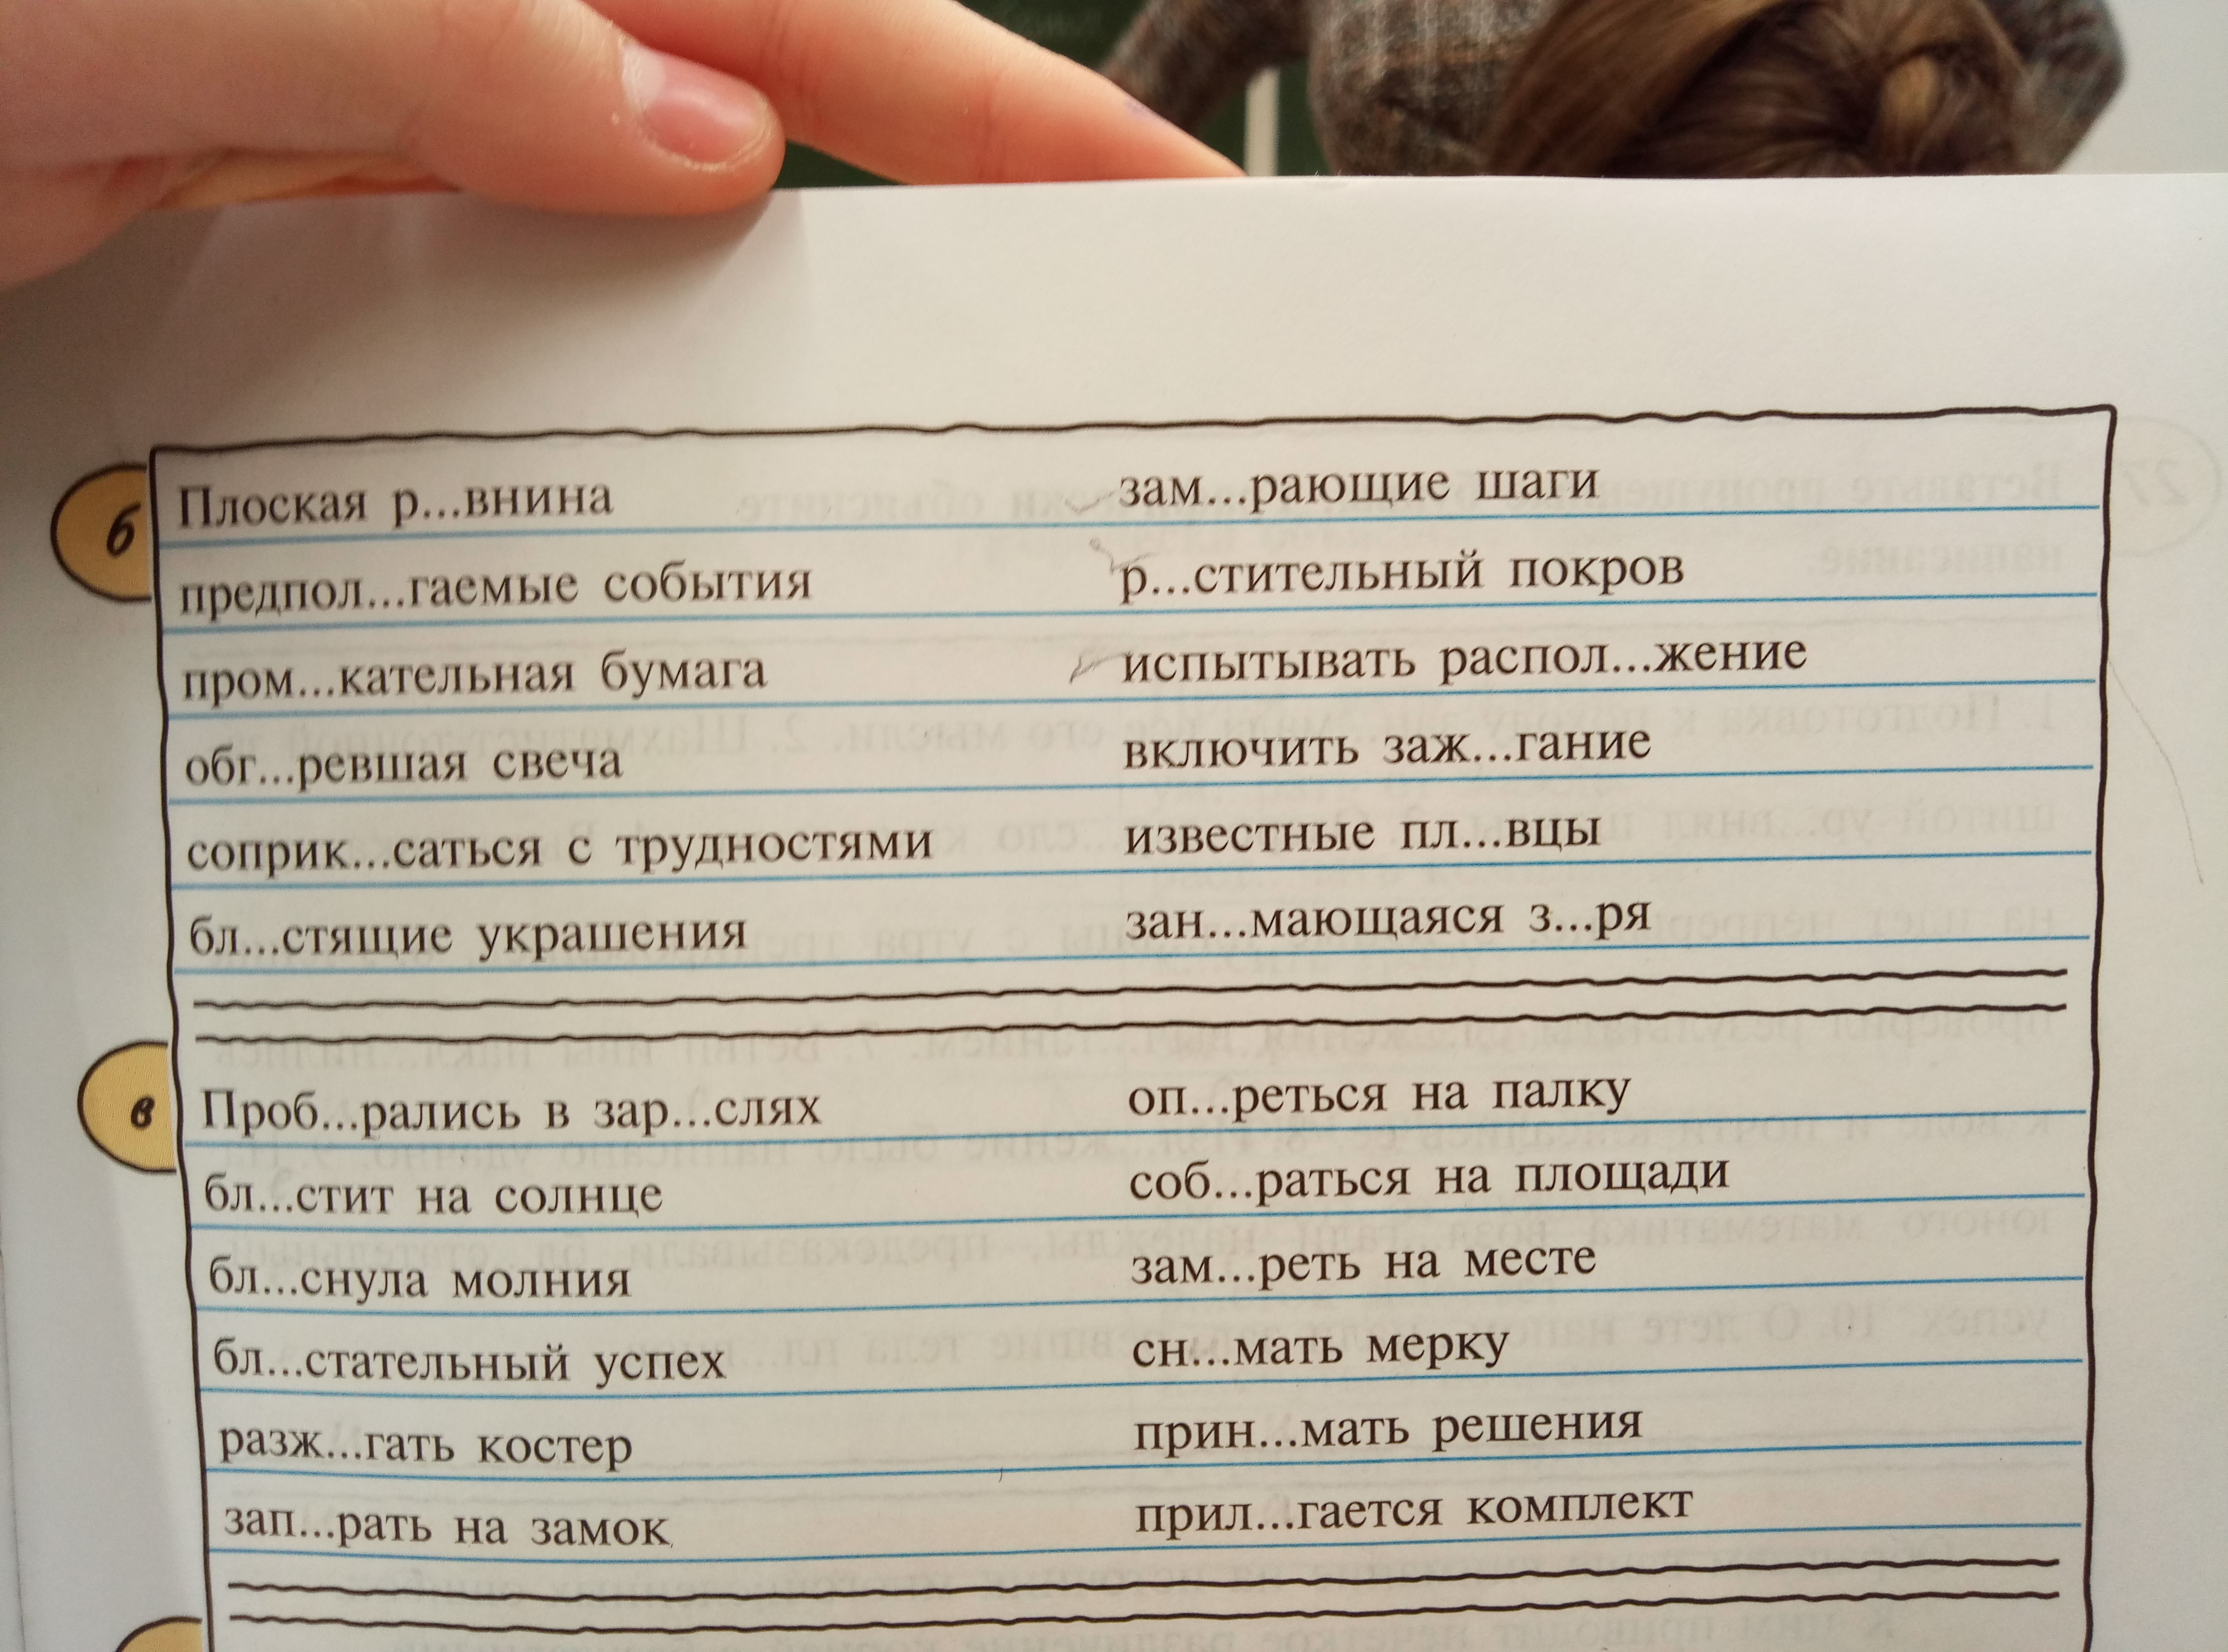 б
Плоская р...внина
предпол...гаемые события
пром...кательная бумага
обг...ревшая свеча
соприк...саться с трудностями
бл...стящие украшения
зам...рающие шаги
р...стительный покров
испытывать распол...жение
включить заж...гание
известные пл...вцы
зан...мающаяся з...ря
в
Проб...рались в зар...слях
бл...стит на солнце
бл...снула молния
бл...стательный успех
разж...гать костер
зап...рать на замок
оп...реться на палку
соб...раться на площади
зам...реть на месте
сн...мать мерку
прин...мать решения
прил...гается комплект